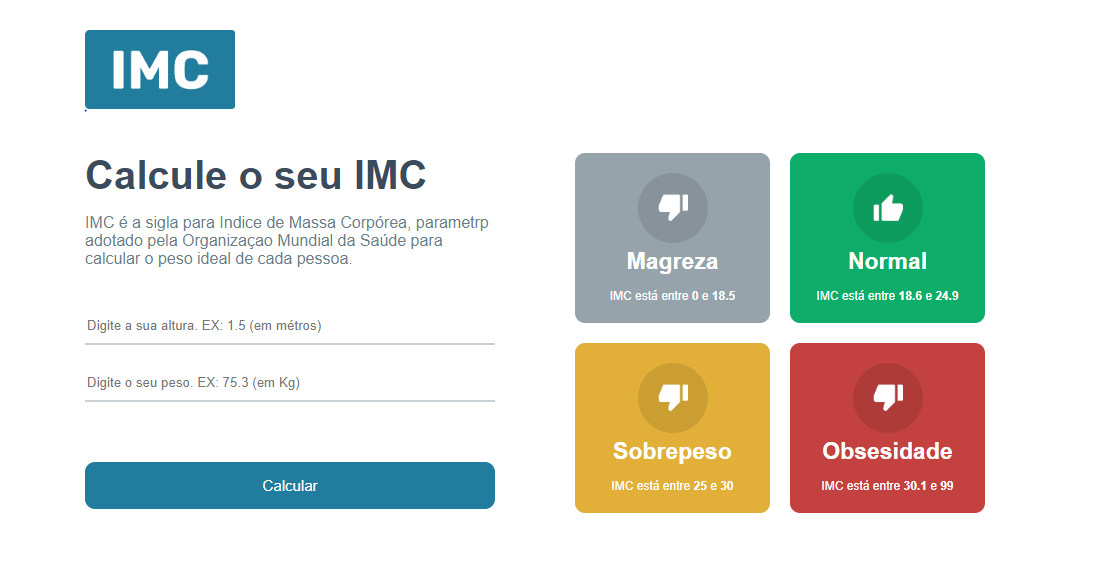 IMC
Calcule o seu IMC
IMC é a sigla para Indice de Massa Corpórea, parametrp
adotado pela Organizaçao Mundial da Saúde para
calcular o peso ideal de cada pessoa.
Digite a sua altura. EX: 1.5 (em métros)
Digite o seu peso. EX: 75.3 (em Kg)
Calcular
Magreza
IMC está entre 0 e 18.5
Normal
IMC está entre 18.6 e 24.9
Sobrepeso
IMC está entre 25 e 30
Obsesidade
IMC está entre 30.1 e 99